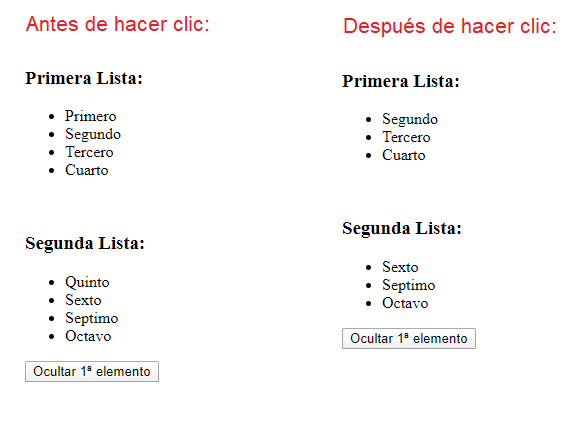 Antes de hacer clic:
Primera Lista:
Primero
Segundo
Tercero
Cuarto
Segunda Lista:
Quinto
Sexto
Septimo
Octavo
Ocultar 1ª elemento
Después de hacer clic:
Primera Lista:
Segundo
Tercero
Cuarto
Segunda Lista:
Sexto
Septimo
Octavo
Ocultar 1ª elemento